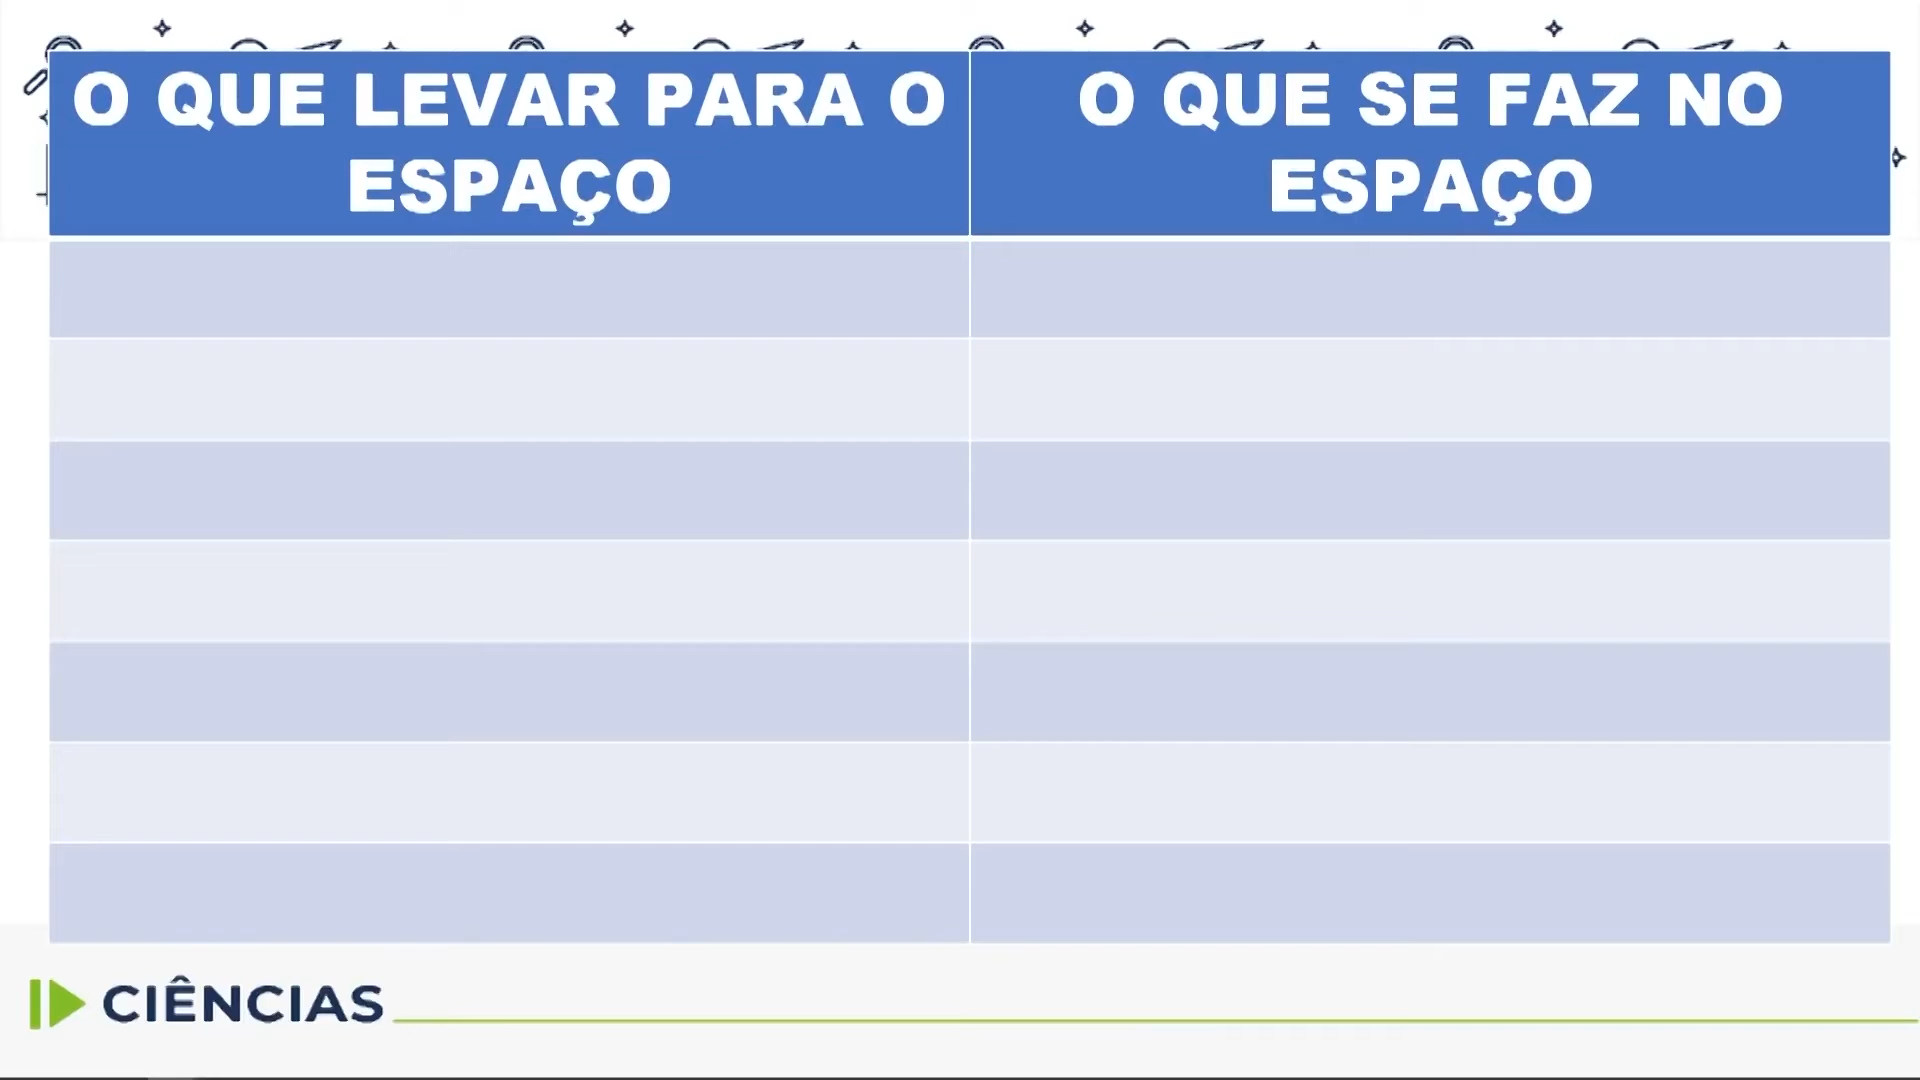 O QUE LEVAR PARA O
ESPAÇO
O QUE SE FAZ NO
ESPAÇO
CIÊNCIAS